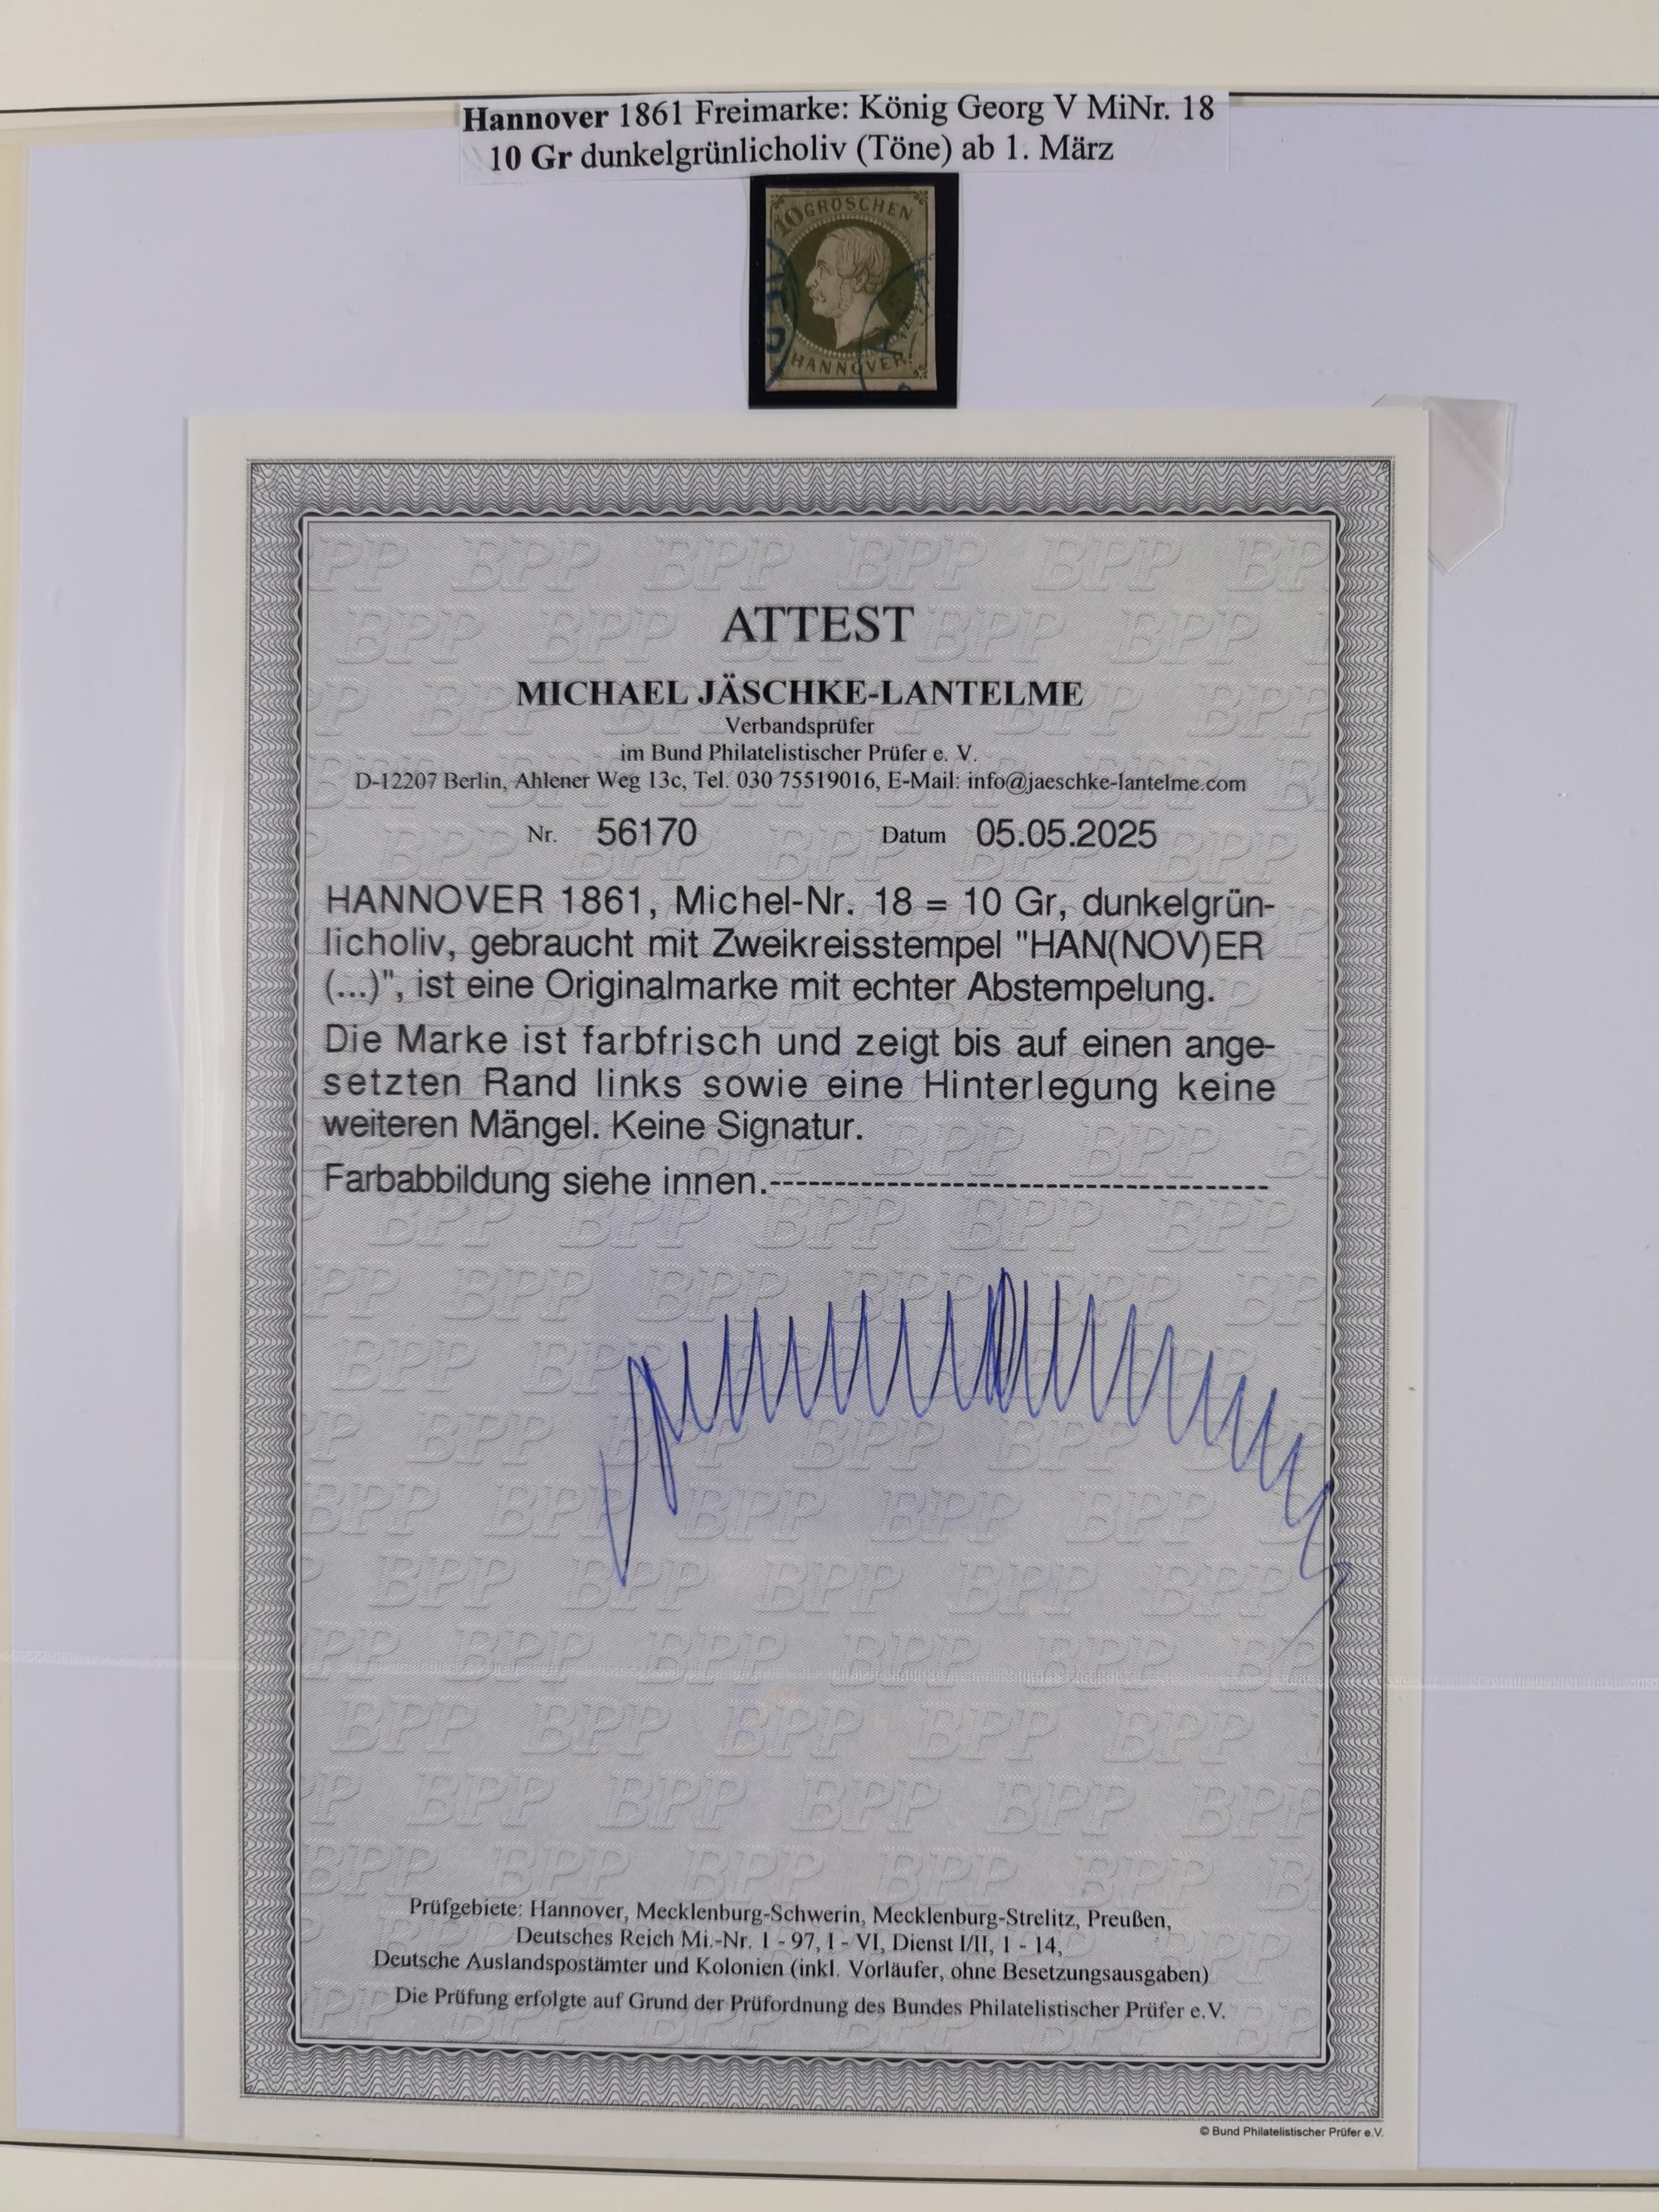 Hannover 1861 Freimarke: König Georg V MiNr. 18
10 Gr dunkelgrünlicholiv (Töne) ab 1. März
10 GROSCHEN
HANNOVER
ATTEST
MICHAEL JÄSCHKE-LANTELME
Verbandsprüfer
im Bund Philatelistischer Prüfer e. V.
D-12207 Berlin, Ahlener Weg 13c, Tel. 030 75519016, E-Mail: info@jaeschke-lantelme.com
Nr. 56170 Datum 05.05.2025
HANNOVER 1861, Michel-Nr. 18 = 10 Gr, dunkelgrün-
licholiv, gebraucht mit Zweikreisstempel "HAN(NOV)ER
(...)", ist eine Originalmarke mit echter Abstempelung.
Die Marke ist farbfrisch und zeigt bis auf einen ange-
setzten Rand links sowie eine Hinterlegung keine
weiteren Mängel. Keine Signatur.
Farbabbildung siehe innen.--------------------------------------
Prüfgebiete: Hannover, Mecklenburg-Schwerin, Mecklenburg-Strelitz, Preußen,
Deutsches Reich Mi.-Nr. 1 - 97, I - VI, Dienst I/II, 1 - 14,
Deutsche Auslandspostämter und Kolonien (inkl. Vorläufer, ohne Besetzungsausgaben)
Die Prüfung erfolgte auf Grund der Prüfordnung des Bundes Philatelistischer Prüfer e.V.
© Bund Philatelistischer Prüfer e.V.